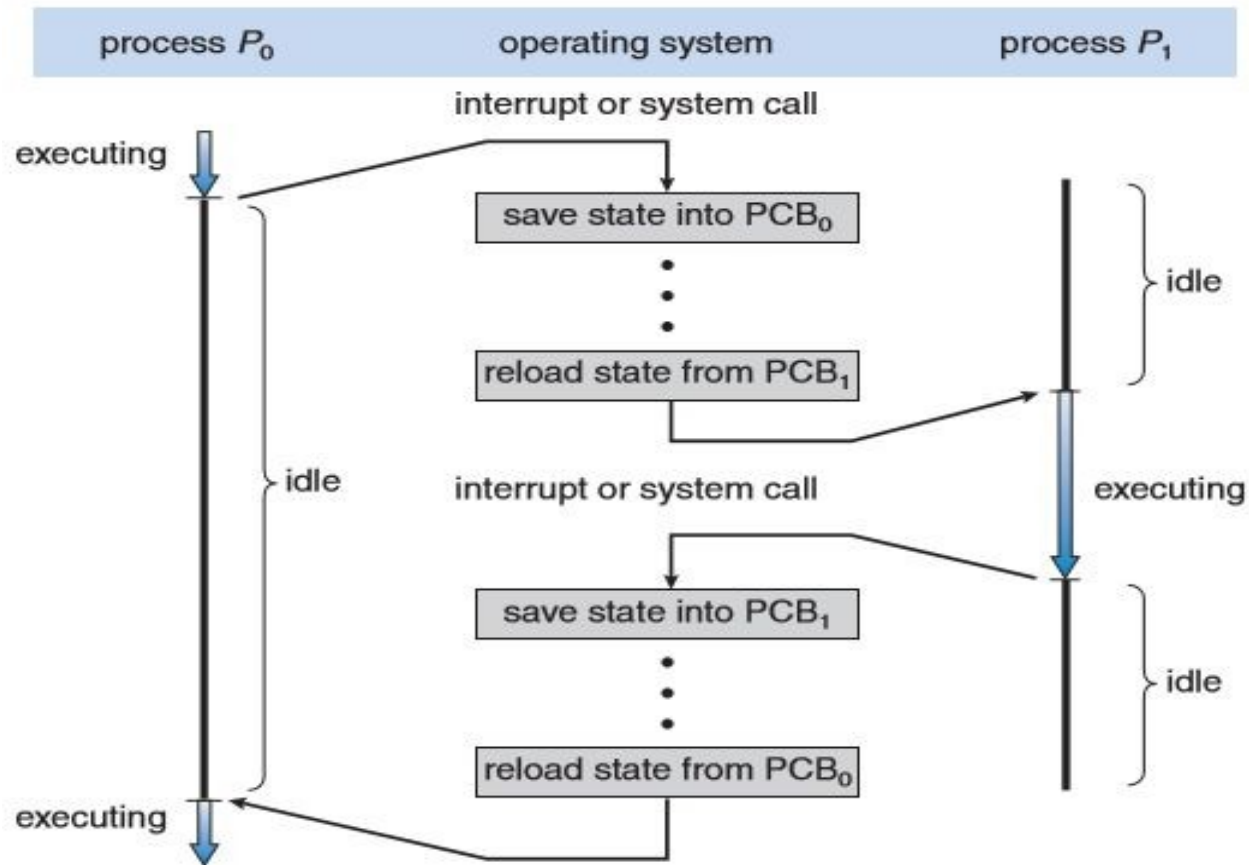 process P₀ operating system process P₁
interrupt or system call
executing
save state into PCB₀
idle
reload state from PCB₁
idle
interrupt or system call
executing
save state into PCB₁
idle
reload state from PCB₀
executing